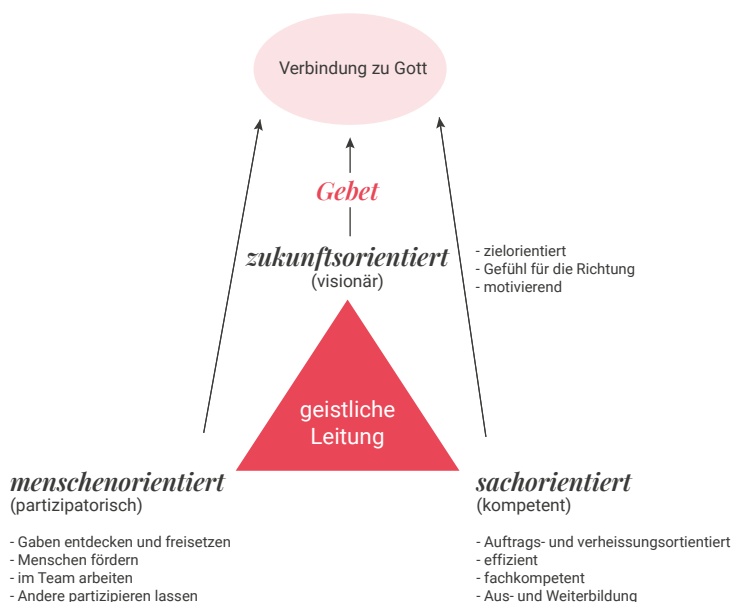 Verbindung zu Gott
Gebet
zukunftsorientiert
(visionär)
- zielorientiert
- Gefühl für die Richtung
- motivierend
geistliche
Leitung
menschenorientiert
(partizipatorisch)
- Gaben entdecken und freisetzen
- Menschen fördern
- im Team arbeiten
- Andere partizipieren lassen
sachorientiert
(kompetent)
- Auftrags- und verheissungsortientiert
- effizient
- fachkompetent
- Aus- und Weiterbildung